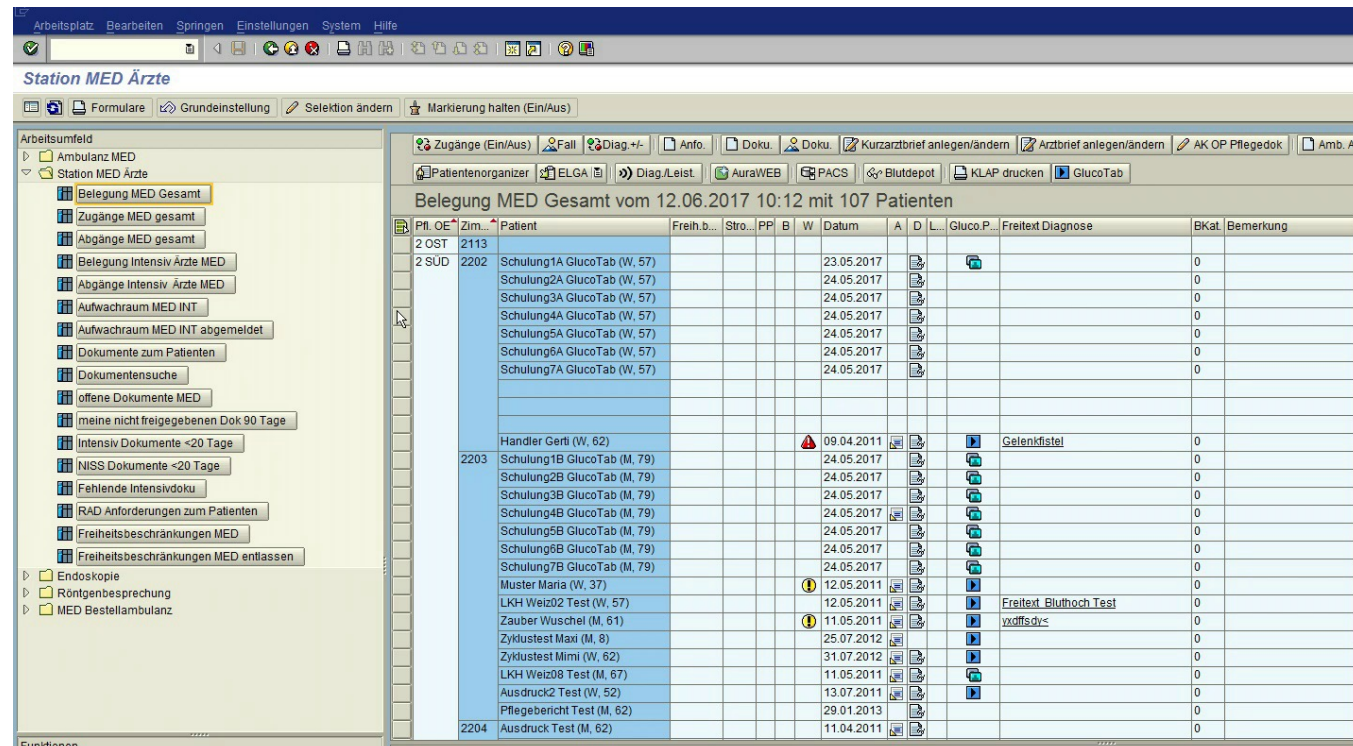 Arbeitsplatz Bearbeiten Springen Einstellungen System Hilfe
Station MED Ärzte
Formulare Grundeinstellung Selektion ändern Markierung halten (Ein/Aus)
Arbeitsumfeld
Ambulanz MED
Station MED Ärzte
Belegung MED Gesamt
Zugänge MED gesamt
Abgänge MED gesamt
Belegung Intensiv Ärzte MED
Abgänge Intensiv Ärzte MED
Aufwachraum MED INT
Aufwachraum MED INT abgemeldet
Dokumente zum Patienten
Dokumentensuche
offene Dokumente MED
meine nicht freigegebenen Dok 90 Tage
Intensiv Dokumente <20 Tage
NISS Dokumente <20 Tage
Fehlende Intensivdoku
RAD Anforderungen zum Patienten
Freiheitsbeschränkungen MED
Freiheitsbeschränkungen MED entlassen
Endoskopie
Röntgenbesprechung
MED Bestellambulanz
Funktionen
Zugänge (Ein/Aus) Fall Diag.+/- Anfo. Doku. Doku. Kurzarztbrief anlegen/ändern Arztbrief anlegen/ändern AK OP Pflegedok Amb. A
Patientenorganizer ELGA Diag./Leist. AuraWEB PACS Blutdepot KLAP drucken GlucoTab
Belegung MED Gesamt vom 12.06.2017 10:12 mit 107 Patienten
Pfl. OE Zim... Patient Freih.b... Stro... PP B W Datum A D L... Gluco.P... Freitext Diagnose BKat. Bemerkung
2 OST 2113
2 SÜD 2202 Schulung1A GlucoTab (W, 57) 23.05.2017 0
Schulung2A GlucoTab (W, 57) 24.05.2017 0
Schulung3A GlucoTab (W, 57) 24.05.2017 0
Schulung4A GlucoTab (W, 57) 24.05.2017 0
Schulung5A GlucoTab (W, 57) 24.05.2017 0
Schulung6A GlucoTab (W, 57) 24.05.2017 0
Schulung7A GlucoTab (W, 57) 24.05.2017 0
Handler Gerti (W, 62) 09.04.2011 Gelenkfistel 0
2203 Schulung1B GlucoTab (M, 79) 24.05.2017 0
Schulung2B GlucoTab (M, 79) 24.05.2017 0
Schulung3B GlucoTab (M, 79) 24.05.2017 0
Schulung4B GlucoTab (M, 79) 24.05.2017 0
Schulung5B GlucoTab (M, 79) 24.05.2017 0
Schulung6B GlucoTab (M, 79) 24.05.2017 0
Schulung7B GlucoTab (M, 79) 24.05.2017 0
Muster Maria (W, 37) 12.05.2011 0
LKH Weiz02 Test (W, 57) 12.05.2011 Freitext Bluthoch Test 0
Zauber Wuschel (M, 61) 11.05.2011 yxdffsdy< 0
Zyklustest Maxi (M, 8) 25.07.2012 0
Zyklustest Mimi (W, 62) 31.07.2012 0
LKH Weiz08 Test (M, 67) 11.05.2011 0
Ausdruck2 Test (W, 52) 13.07.2011 0
Pflegebericht Test (M, 62) 29.01.2013 0
2204 Ausdruck Test (M, 62) 11.04.2011 0